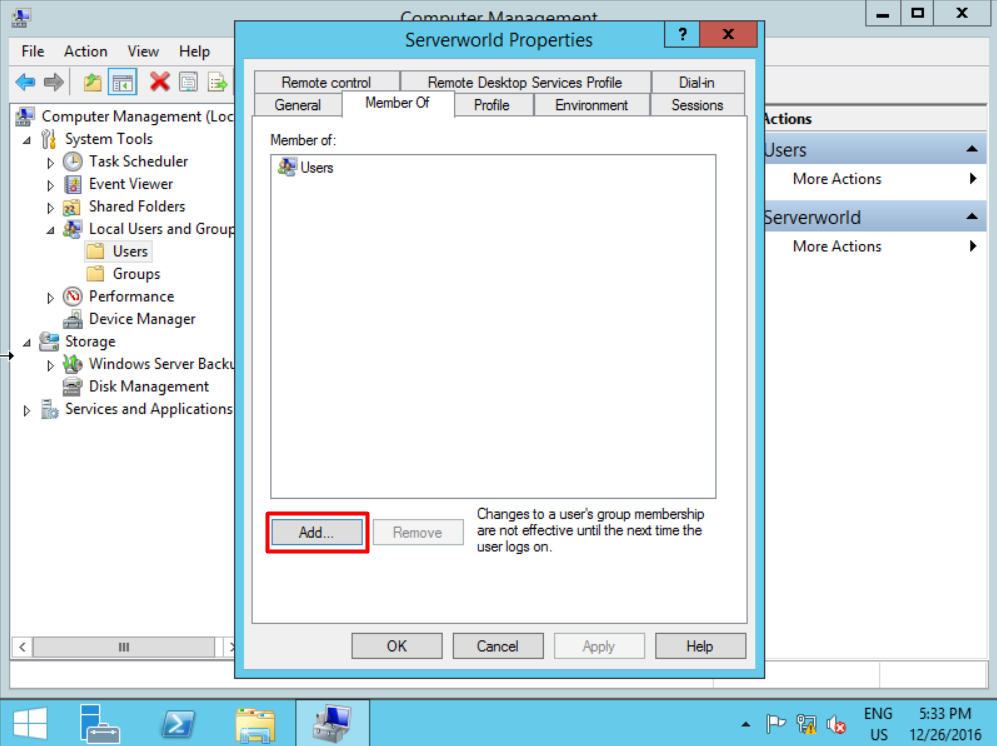 Computer Management
Serverworld Properties
?
x
x
File Action View Help
Remote control
Remote Desktop Services Profile
Dial-in
General
Member Of
Profile
Environment
Sessions
Computer Management (Loc
System Tools
Task Scheduler
Event Viewer
Shared Folders
Local Users and Group
Users
Groups
Performance
Device Manager
Storage
Windows Server Backu
Disk Management
Services and Applications
Member of:
Users
Add...
Remove
Changes to a user's group membership
are not effective until the next time the
user logs on.
OK
Cancel
Apply
Help
Actions
Users
More Actions
Serverworld
More Actions
ENG
US
5:33 PM
12/26/2016